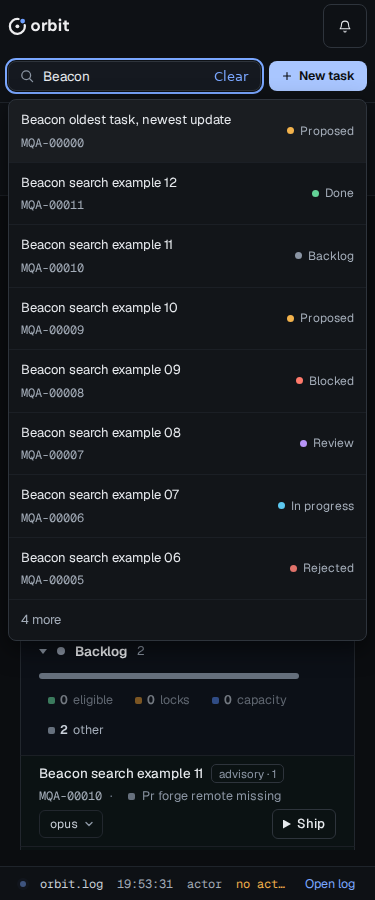 orbit
Beacon Clear
+ New task
Beacon oldest task, newest update
MQA-00000
Proposed
Beacon search example 12
MQA-00011
Done
Beacon search example 11
MQA-00010
Backlog
Beacon search example 10
MQA-00009
Proposed
Beacon search example 09
MQA-00008
Blocked
Beacon search example 08
MQA-00007
Review
Beacon search example 07
MQA-00006
In progress
Beacon search example 06
MQA-00005
Rejected
4 more
Backlog 2
0 eligible 0 locks 0 capacity
2 other
Beacon search example 11 advisory · 1
MQA-00010 · Pr forge remote missing
opus Ship
orbit.log 19:53:31 actor no act… Open log